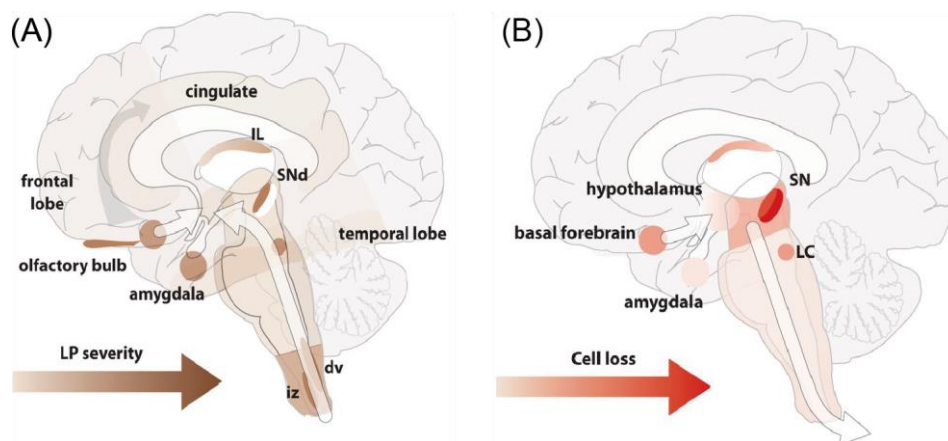 (A)
cingulate
IL
SNd
frontal
lobe
temporal lobe
olfactory bulb
amygdala
LP severity
dv
iz
(B)
hypothalamus
SN
basal forebrain
LC
amygdala
Cell loss